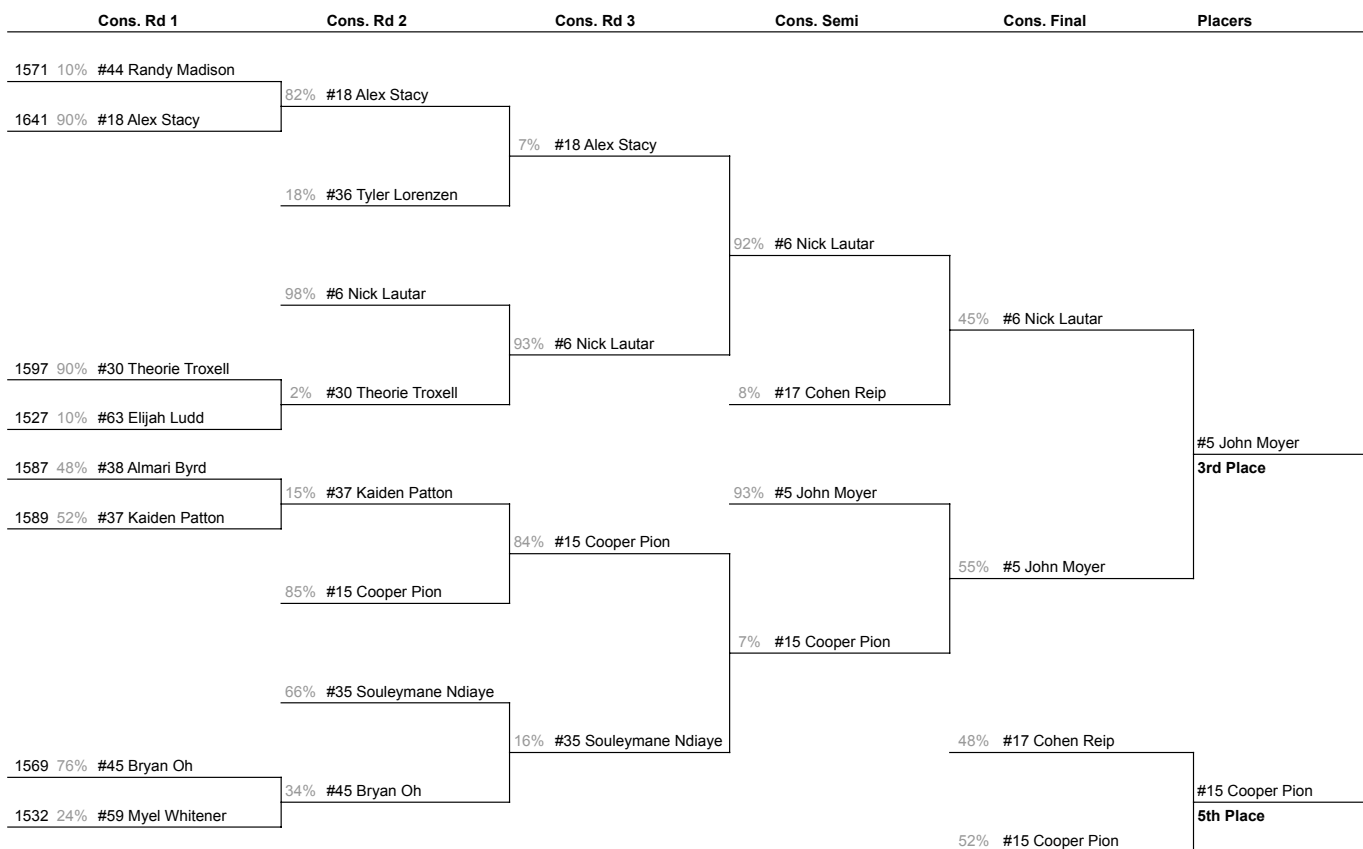 Cons. Rd 1 Cons. Rd 2 Cons. Rd 3 Cons. Semi Cons. Final Placers
1571 10% #44 Randy Madison
82% #18 Alex Stacy
1641 90% #18 Alex Stacy
7% #18 Alex Stacy
18% #36 Tyler Lorenzen
92% #6 Nick Lautar
98% #6 Nick Lautar
45% #6 Nick Lautar
93% #6 Nick Lautar
1597 90% #30 Theorie Troxell
2% #30 Theorie Troxell
8% #17 Cohen Reip
1527 10% #63 Elijah Ludd
#5 John Moyer
1587 48% #38 Almari Byrd
3rd Place
15% #37 Kaiden Patton
93% #5 John Moyer
1589 52% #37 Kaiden Patton
84% #15 Cooper Pion
55% #5 John Moyer
85% #15 Cooper Pion
7% #15 Cooper Pion
66% #35 Souleymane Ndiaye
16% #35 Souleymane Ndiaye
48% #17 Cohen Reip
1569 76% #45 Bryan Oh
34% #45 Bryan Oh
#15 Cooper Pion
1532 24% #59 Myel Whitener
5th Place
52% #15 Cooper Pion